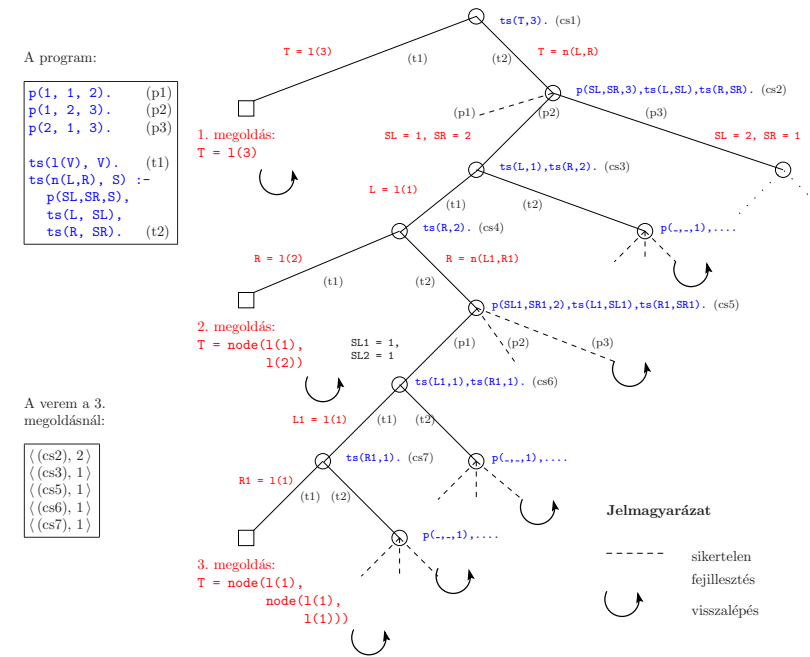 A program:
p(1, 1, 2). (p1)
p(1, 2, 3). (p2)
p(2, 1, 3). (p3)
ts(l(V), V). (t1)
ts(n(L,R), S) :-
p(SL,SR,S),
ts(L, SL),
ts(R, SR). (t2)
A verem a 3.
megoldásnál:
⟨ (cs2), 2 ⟩
⟨ (cs3), 1 ⟩
⟨ (cs5), 1 ⟩
⟨ (cs6), 1 ⟩
⟨ (cs7), 1 ⟩
ts(T,3). (cs1)
T = l(3) (t1) (t2) T = n(L,R)
p(SL,SR,3),ts(L,SL),ts(R,SR). (cs2)
(p1) (p2) (p3)
1. megoldás:
T = l(3)
SL = 1, SR = 2
SL = 2, SR = 1
ts(L,1),ts(R,2). (cs3)
L = l(1) (t1) (t2)
ts(R,2). (cs4)
p(_,_,1),....
R = l(2) (t1) (t2) R = n(L1,R1)
p(SL1,SR1,2),ts(L1,SL1),ts(R1,SR1). (cs5)
2. megoldás:
T = node(l(1),
l(2))
SL1 = 1,
SL2 = 1
(p1) (p2) (p3)
ts(L1,1),ts(R1,1). (cs6)
L1 = l(1) (t1) (t2)
ts(R1,1). (cs7)
p(_,_,1),....
R1 = l(1) (t1) (t2)
p(_,_,1),....
3. megoldás:
T = node(l(1),
node(l(1),
l(1)))
Jelmagyarázat
sikertelen
fejillesztés
visszalépés